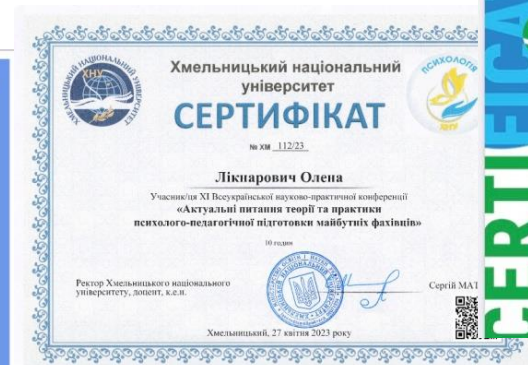 Хмельницький національний
університет
СЕРТИФІКАТ
№ ХМ 112/23
Лікнарович Олена
Учасник/ця XI Всеукраїнської науково-практичної конференції
«Актуальні питання теорії та практики
психолого-педагогічної підготовки майбутніх фахівців»
10 годин
Ректор Хмельницького національного
університету, доцент, к.е.н.
Сергій МАТ
Хмельницький, 27 квітня 2023 року
ХНУ
ПСИХОЛОГІЯ
ХНУ
CERTIFICA